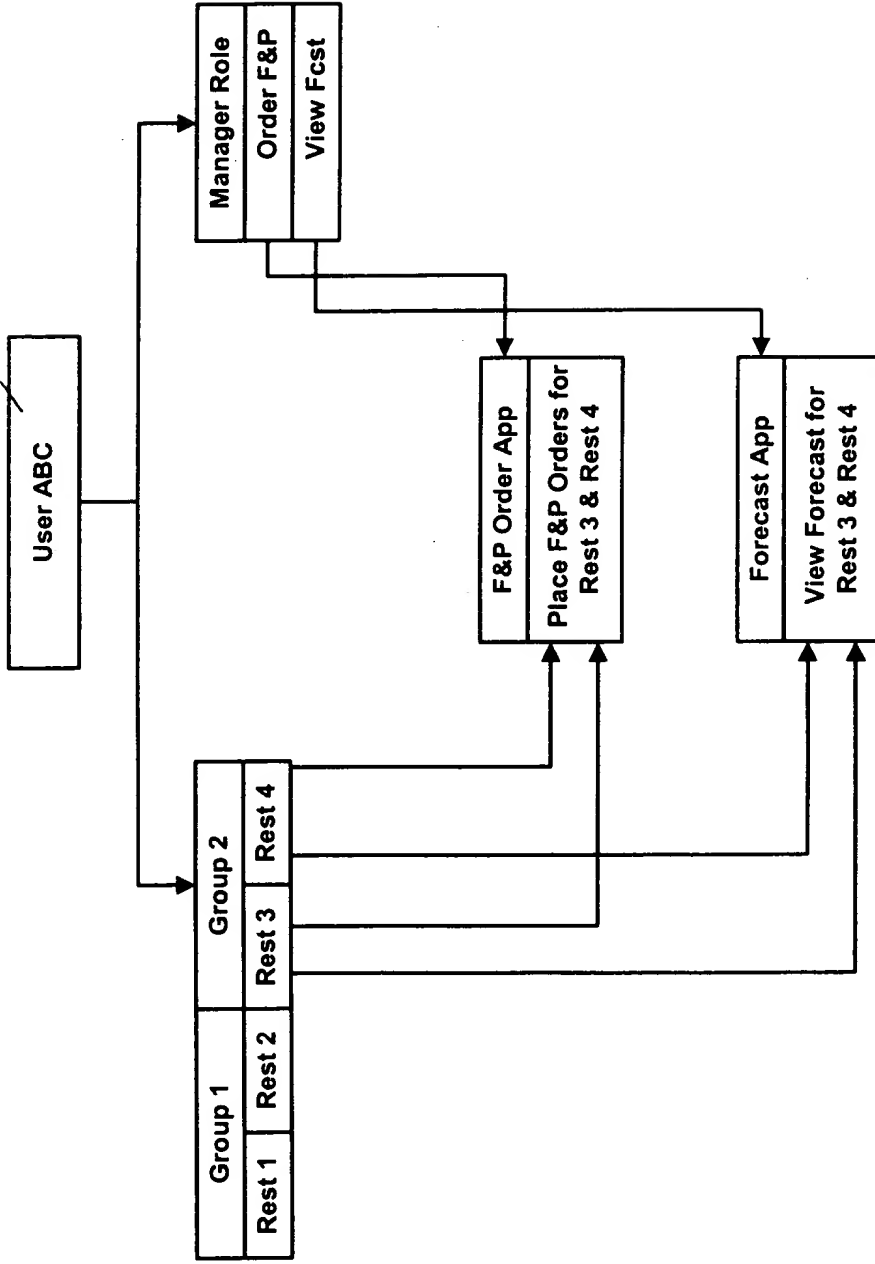 User ABC
Group 1
Group 2
Rest 1
Rest 2
Rest 3
Rest 4
Manager Role
Order F&P
View Fcst
F&P Order App
Place F&P Orders for
Rest 3 & Rest 4
Forecast App
View Forecast for
Rest 3 & Rest 4